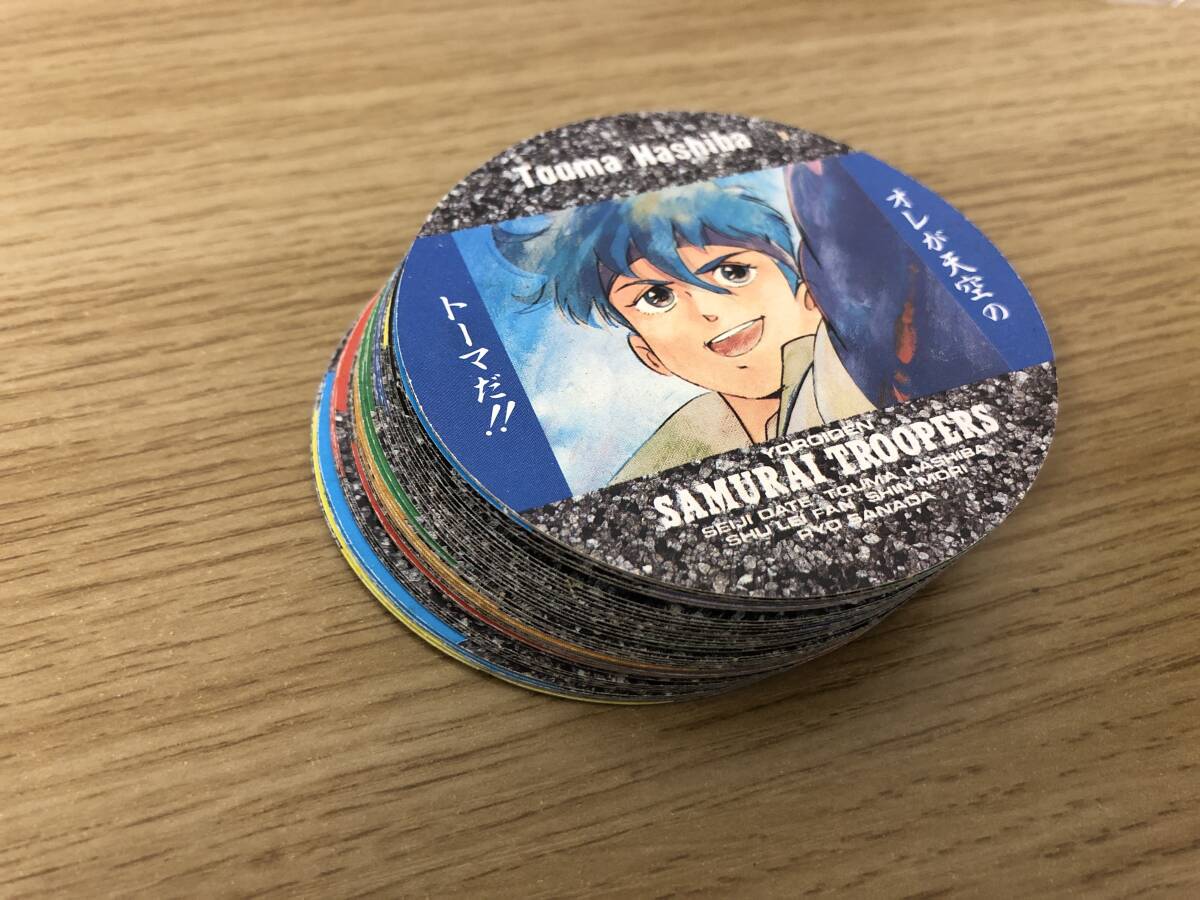 Touma Hashiba
オレが天空の
トーマだ!!
YOROIDEN
SAMURAI TROOPERS
SEIJI DATE TOUMA HASHIBA
SHU LEI FAN SHIN MORI
RYO SANADA